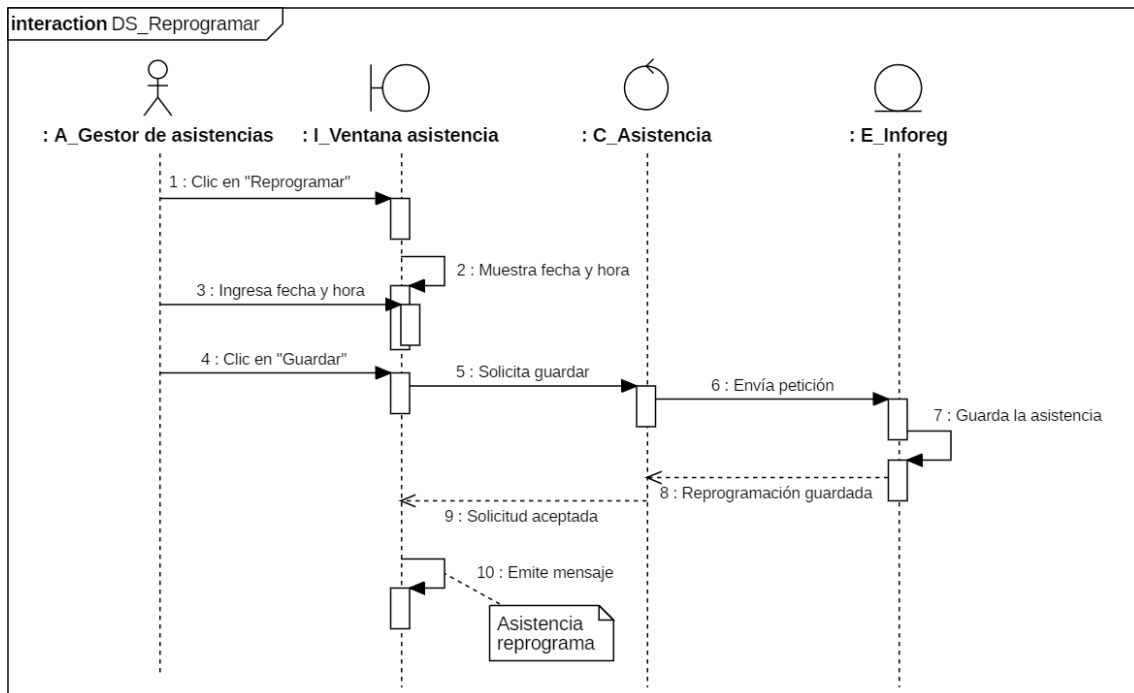 interaction DS_Reprogramar
: A_Gestor de asistencias
: I_Ventana asistencia
: C_Asistencia
: E_Inforeg
1 : Clic en "Reprogramar"
2 : Muestra fecha y hora
3 : Ingresa fecha y hora
4 : Clic en "Guardar"
5 : Solicita guardar
6 : Envía petición
7 : Guarda la asistencia
8 : Reprogramación guardada
9 : Solicitud aceptada
10 : Emite mensaje
Asistencia
reprograma